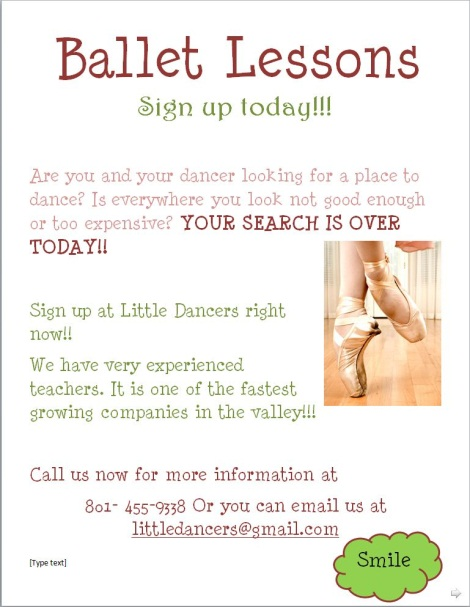 Ballet Lessons
Sign up today!!!
Are you and your dancer looking for a place to
dance? Is everywhere you look not good enough
or too expensive? YOUR SEARCH IS OVER
TODAY!!
Sign up at Little Dancers right
now!!
We have very experienced
teachers. It is one of the fastest
growing companies in the valley!!!
Call us now for more information at
801- 455-9338 Or you can email us at
littledancers@gmail.com
Smile
[Type text]